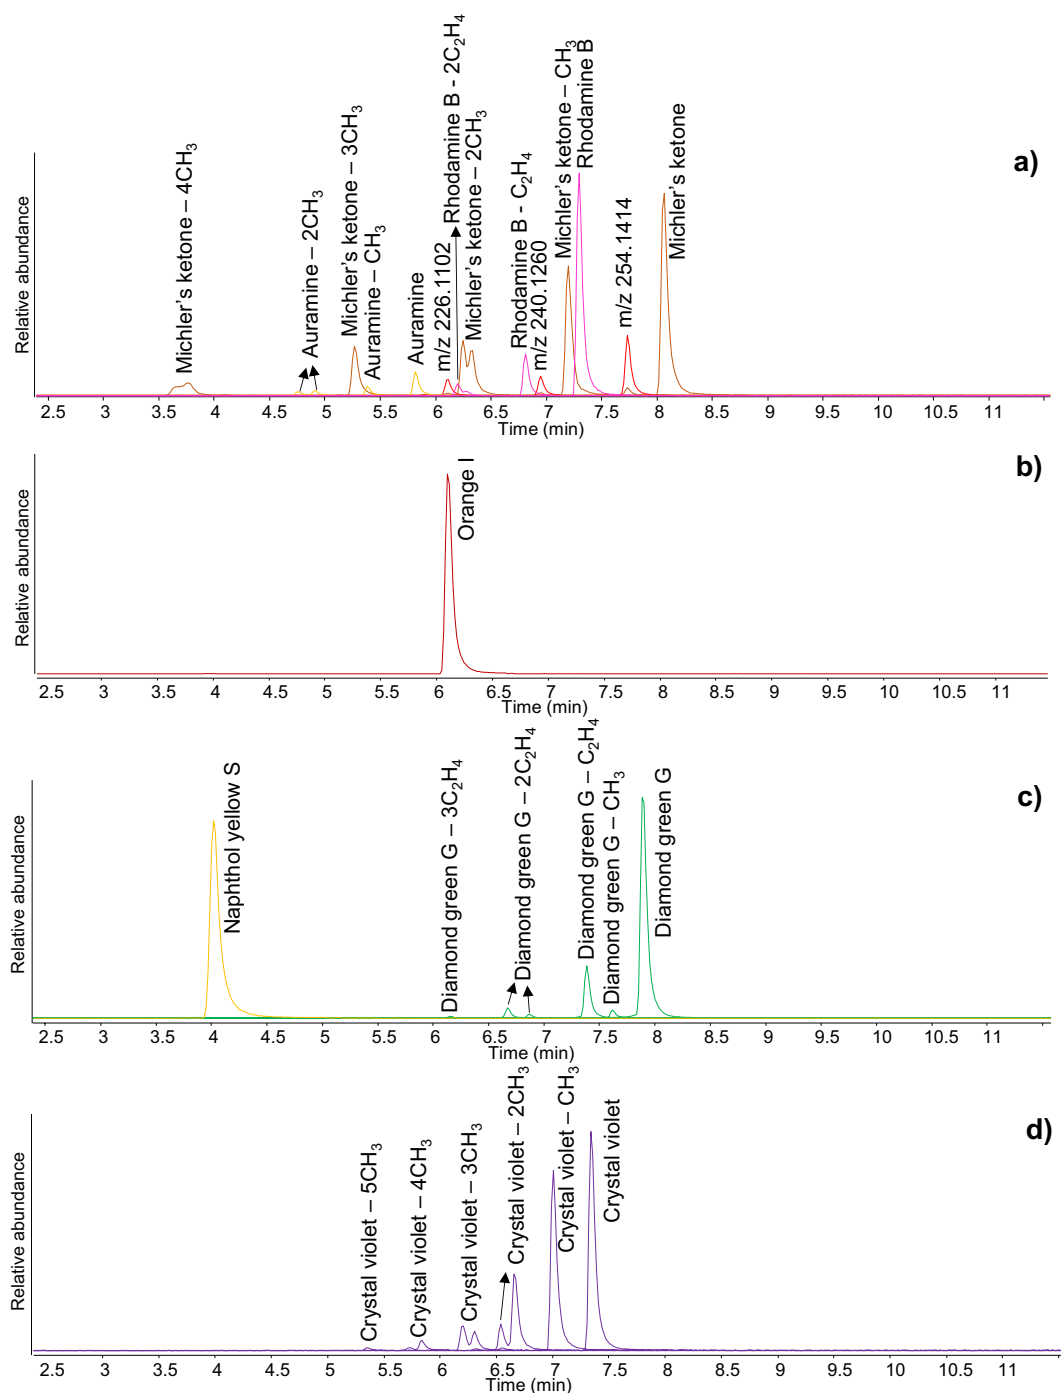 a)
Relative abundance
Michler's ketone – 4CH₃
Auramine – 2CH₃
Michler's ketone – 3CH₃
Auramine – CH₃
Auramine
m/z 226.1102
Rhodamine B - 2C₂H₄
Michler's ketone – 2CH₃
Rhodamine B - C₂H₄
m/z 240.1260
Michler's ketone – CH₃
Rhodamine B
m/z 254.1414
Michler's ketone
2.5 3 3.5 4 4.5 5 5.5 6 6.5 7 7.5 8 8.5 9 9.5 10 10.5 11
Time (min)
b)
Relative abundance
Orange I
2.5 3 3.5 4 4.5 5 5.5 6 6.5 7 7.5 8 8.5 9 9.5 10 10.5 11
Time (min)
c)
Relative abundance
Naphthol yellow S
Diamond green G – 3C₂H₄
Diamond green G – 2C₂H₄
Diamond green G – C₂H₄
Diamond green G – CH₃
Diamond green G
2.5 3 3.5 4 4.5 5 5.5 6 6.5 7 7.5 8 8.5 9 9.5 10 10.5 11
Time (min)
d)
Relative abundance
Crystal violet – 5CH₃
Crystal violet – 4CH₃
Crystal violet – 3CH₃
Crystal violet – 2CH₃
Crystal violet – CH₃
Crystal violet
2.5 3 3.5 4 4.5 5 5.5 6 6.5 7 7.5 8 8.5 9 9.5 10 10.5 11
Time (min)